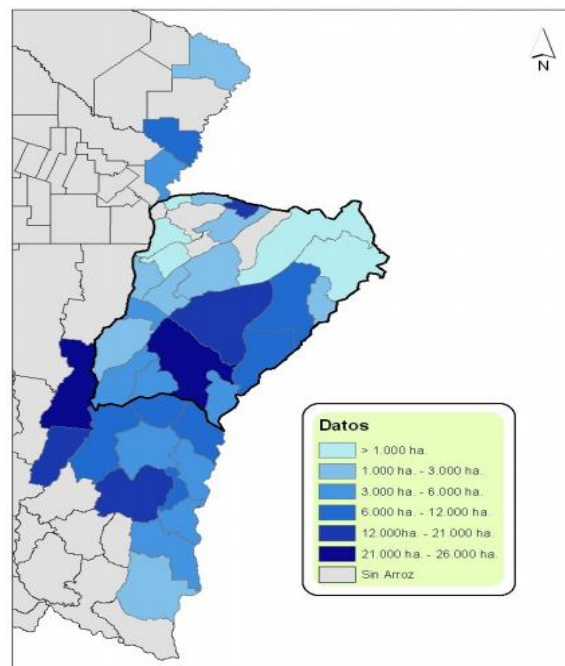 N
Datos
> 1.000 ha.
1.000 ha. - 3.000 ha.
3.000 ha. - 6.000 ha.
6.000 ha. - 12.000 ha.
12.000ha. - 21.000 ha.
21.000 ha. - 26.000 ha.
Sin Arroz